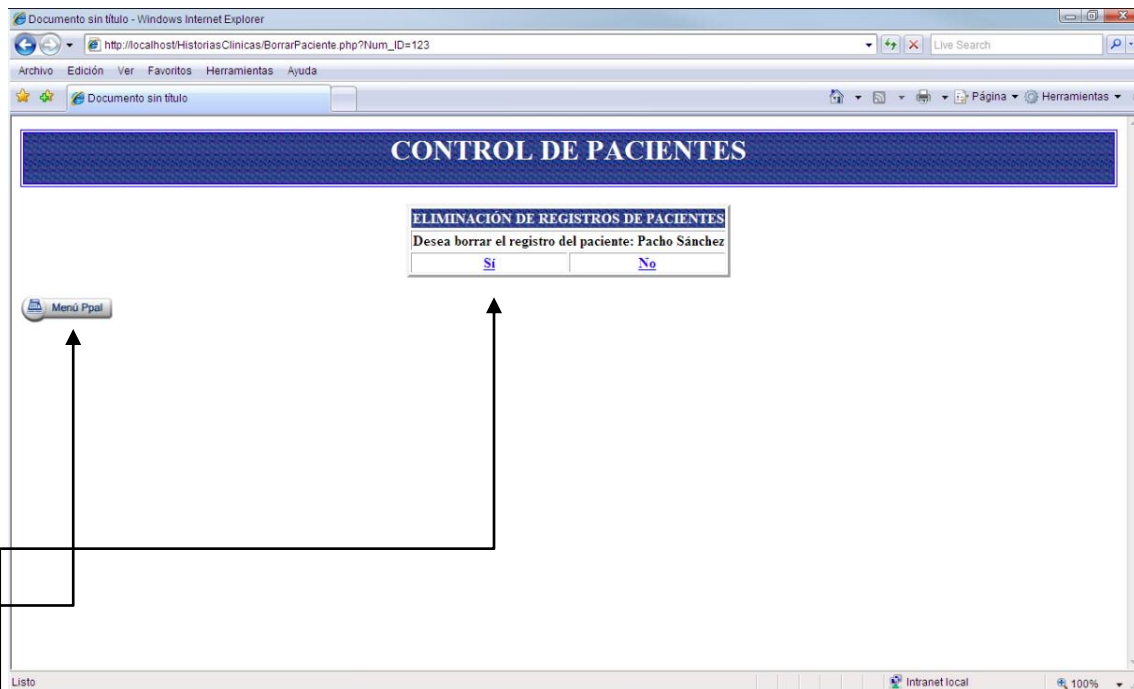 Documento sin título - Windows Internet Explorer
http://localhost/HistoriasClinicas/BorrarPaciente.php?Num_ID=123
Live Search
Archivo Edición Ver Favoritos Herramientas Ayuda
Documento sin título
Página Herramientas
CONTROL DE PACIENTES
ELIMINACIÓN DE REGISTROS DE PACIENTES
Desea borrar el registro del paciente: Pacho Sánchez
Sí No
Menú Ppal
Listo
Intranet local
100%